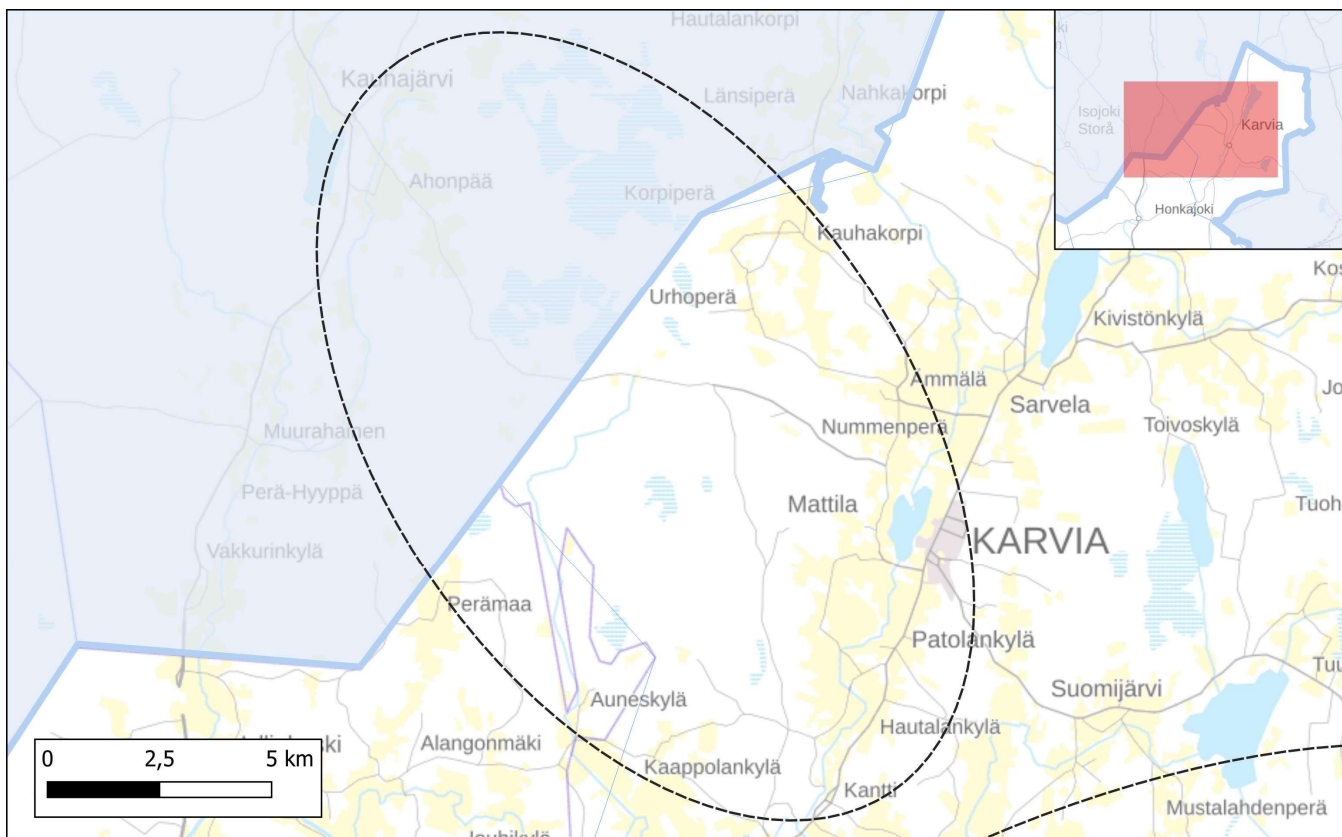 Hautalankorpi
Kauhajärvi
Länsiperä
Nahkakorpi
Isojoki
Storå
Karvia
Honkajoki
Ahonpää
Korpiperä
Kauhakorpi
Urhoperä
Kivistönkylä
Ämmälä
Sarvela
Nummenperä
Toivoskylä
Muurahainen
Perä-Hyyppä
Mattila
KARVIA
Vakkurinkylä
Perämaa
Patolankylä
Suomijärvi
Auneskylä
Hautalankylä
Alangonmäki
Kaappolankylä
Kantti
Mustalahdenperä
0 2,5 5 km